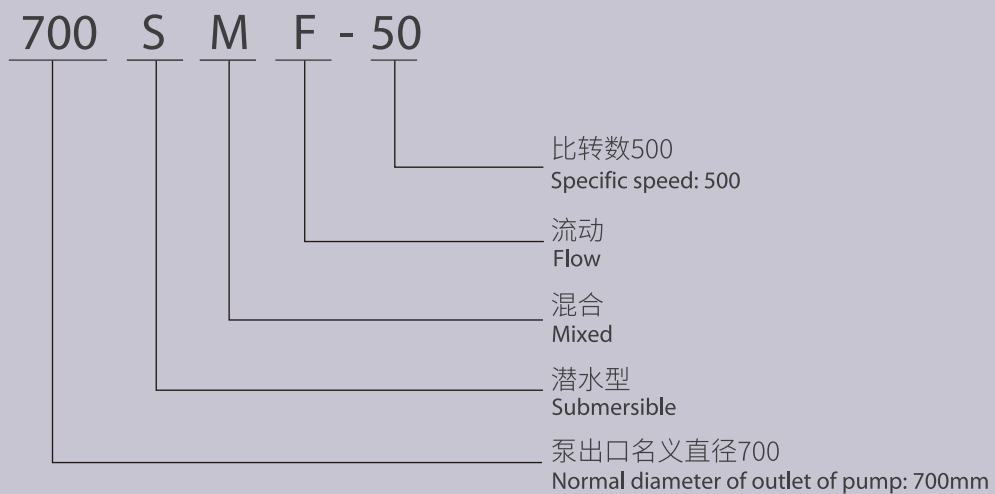 700 S M F - 50
比转数500
Specific speed: 500
流动
Flow
混合
Mixed
潜水型
Submersible
泵出口名义直径700
Normal diameter of outlet of pump: 700mm